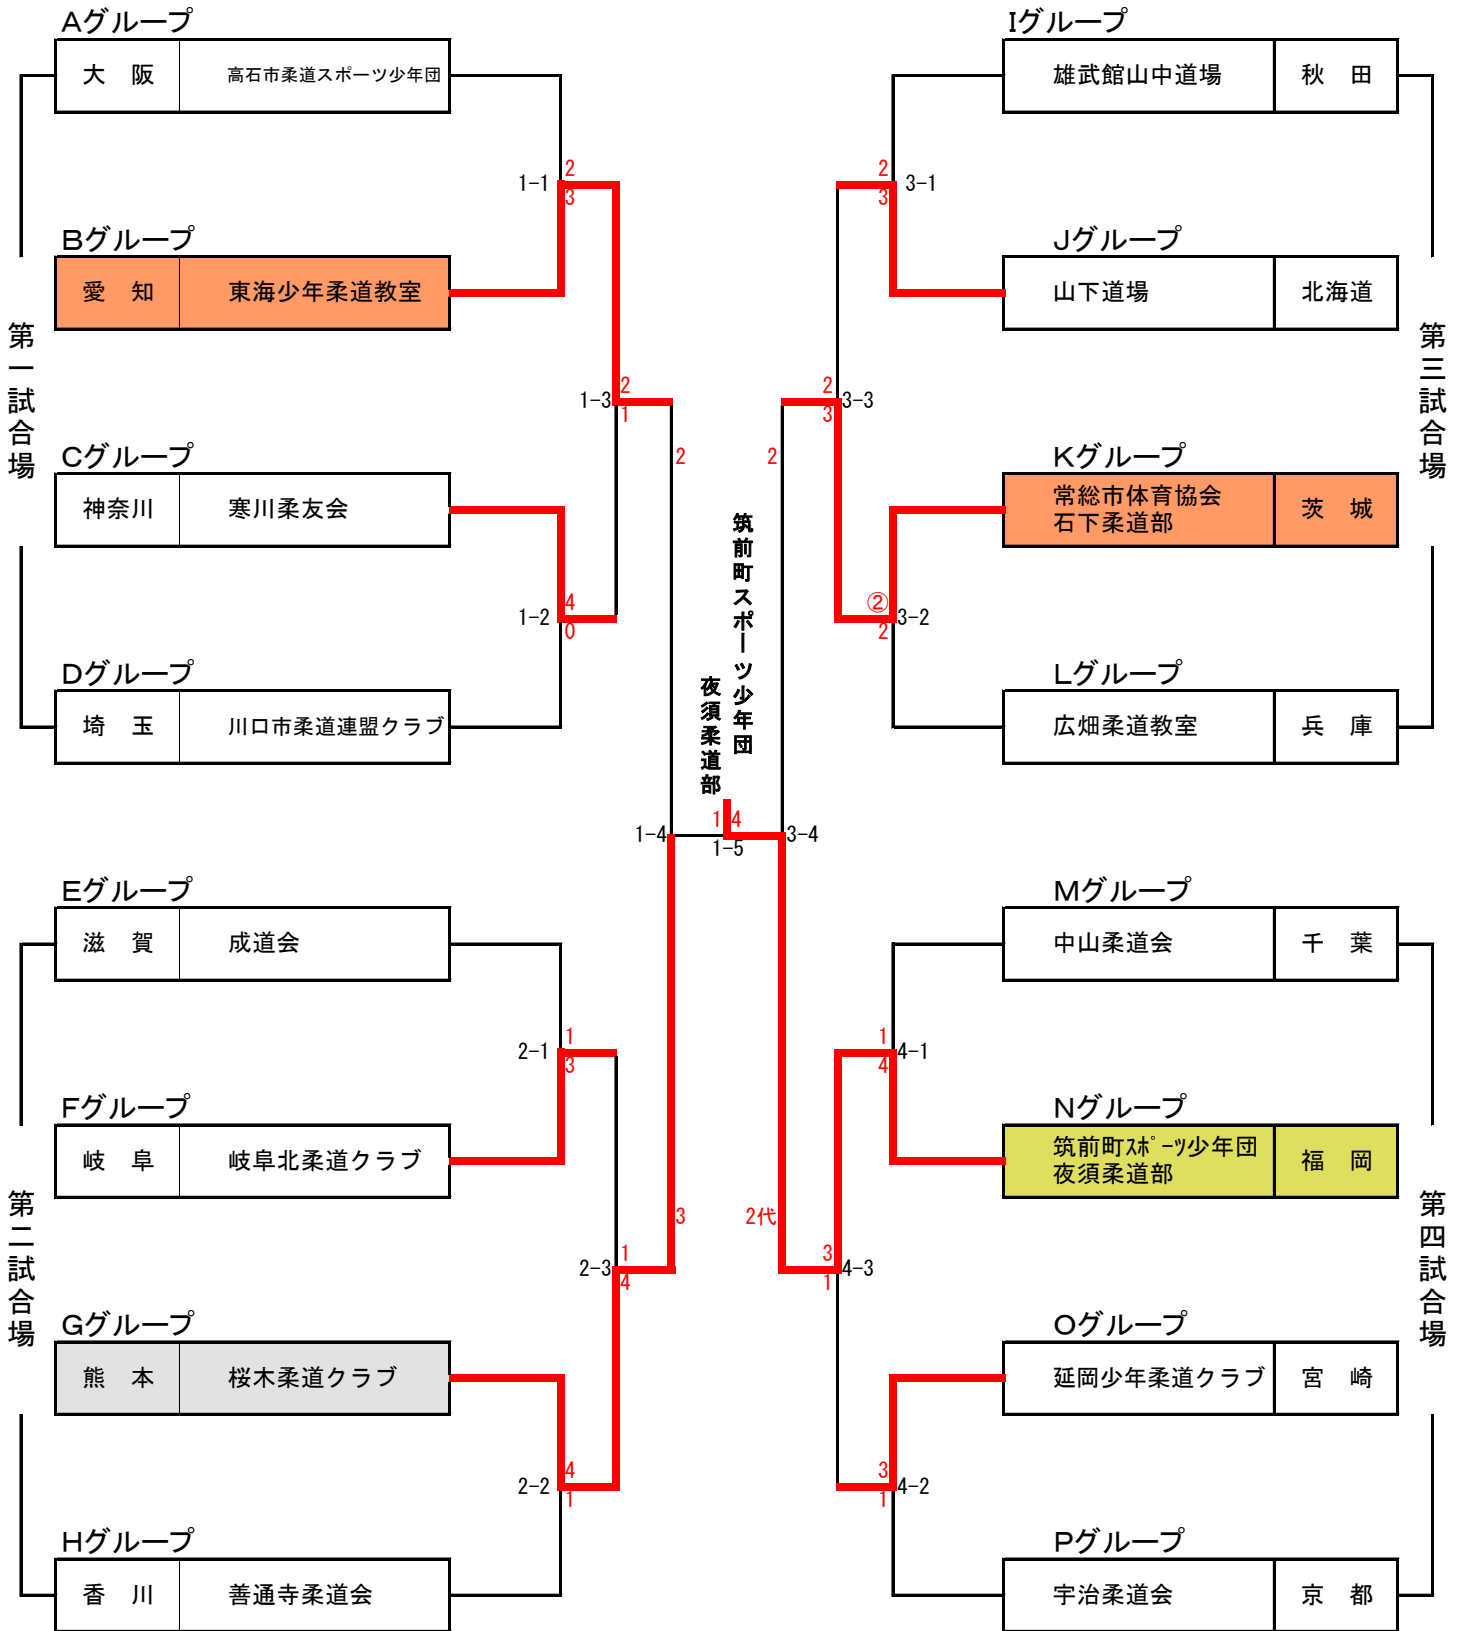 Aグループ
大　阪　高石市柔道スポーツ少年団
1-1
2
3
Bグループ
愛　知　東海少年柔道教室
第一試合場
1-3
2
1
Cグループ
神奈川　寒川柔友会
1-2
4
0
Dグループ
埼　玉　川口市柔道連盟クラブ
2
1-4
Eグループ
滋　賀　成道会
2-1
1
3
Fグループ
岐　阜　岐阜北柔道クラブ
第二試合場
3
2-3
1
4
Gグループ
熊　本　桜木柔道クラブ
2-2
4
1
Hグループ
香　川　善通寺柔道会
筑前町スポーツ少年団
夜須柔道部
1 4
1-5
Iグループ
雄武館山中道場　秋　田
2
3
3-1
Jグループ
山下道場　北海道
第三試合場
2
3
3-3
2
Kグループ
常総市体育協会
石下柔道部　茨　城
②
2
3-2
Lグループ
広畑柔道教室　兵　庫
3-4
Mグループ
中山柔道会　千　葉
1
4
4-1
Nグループ
筑前町ｽﾎﾟｰﾂ少年団
夜須柔道部　福　岡
第四試合場
2代
3
1
4-3
Oグループ
延岡少年柔道クラブ　宮　崎
3
1
4-2
Pグループ
宇治柔道会　京　都